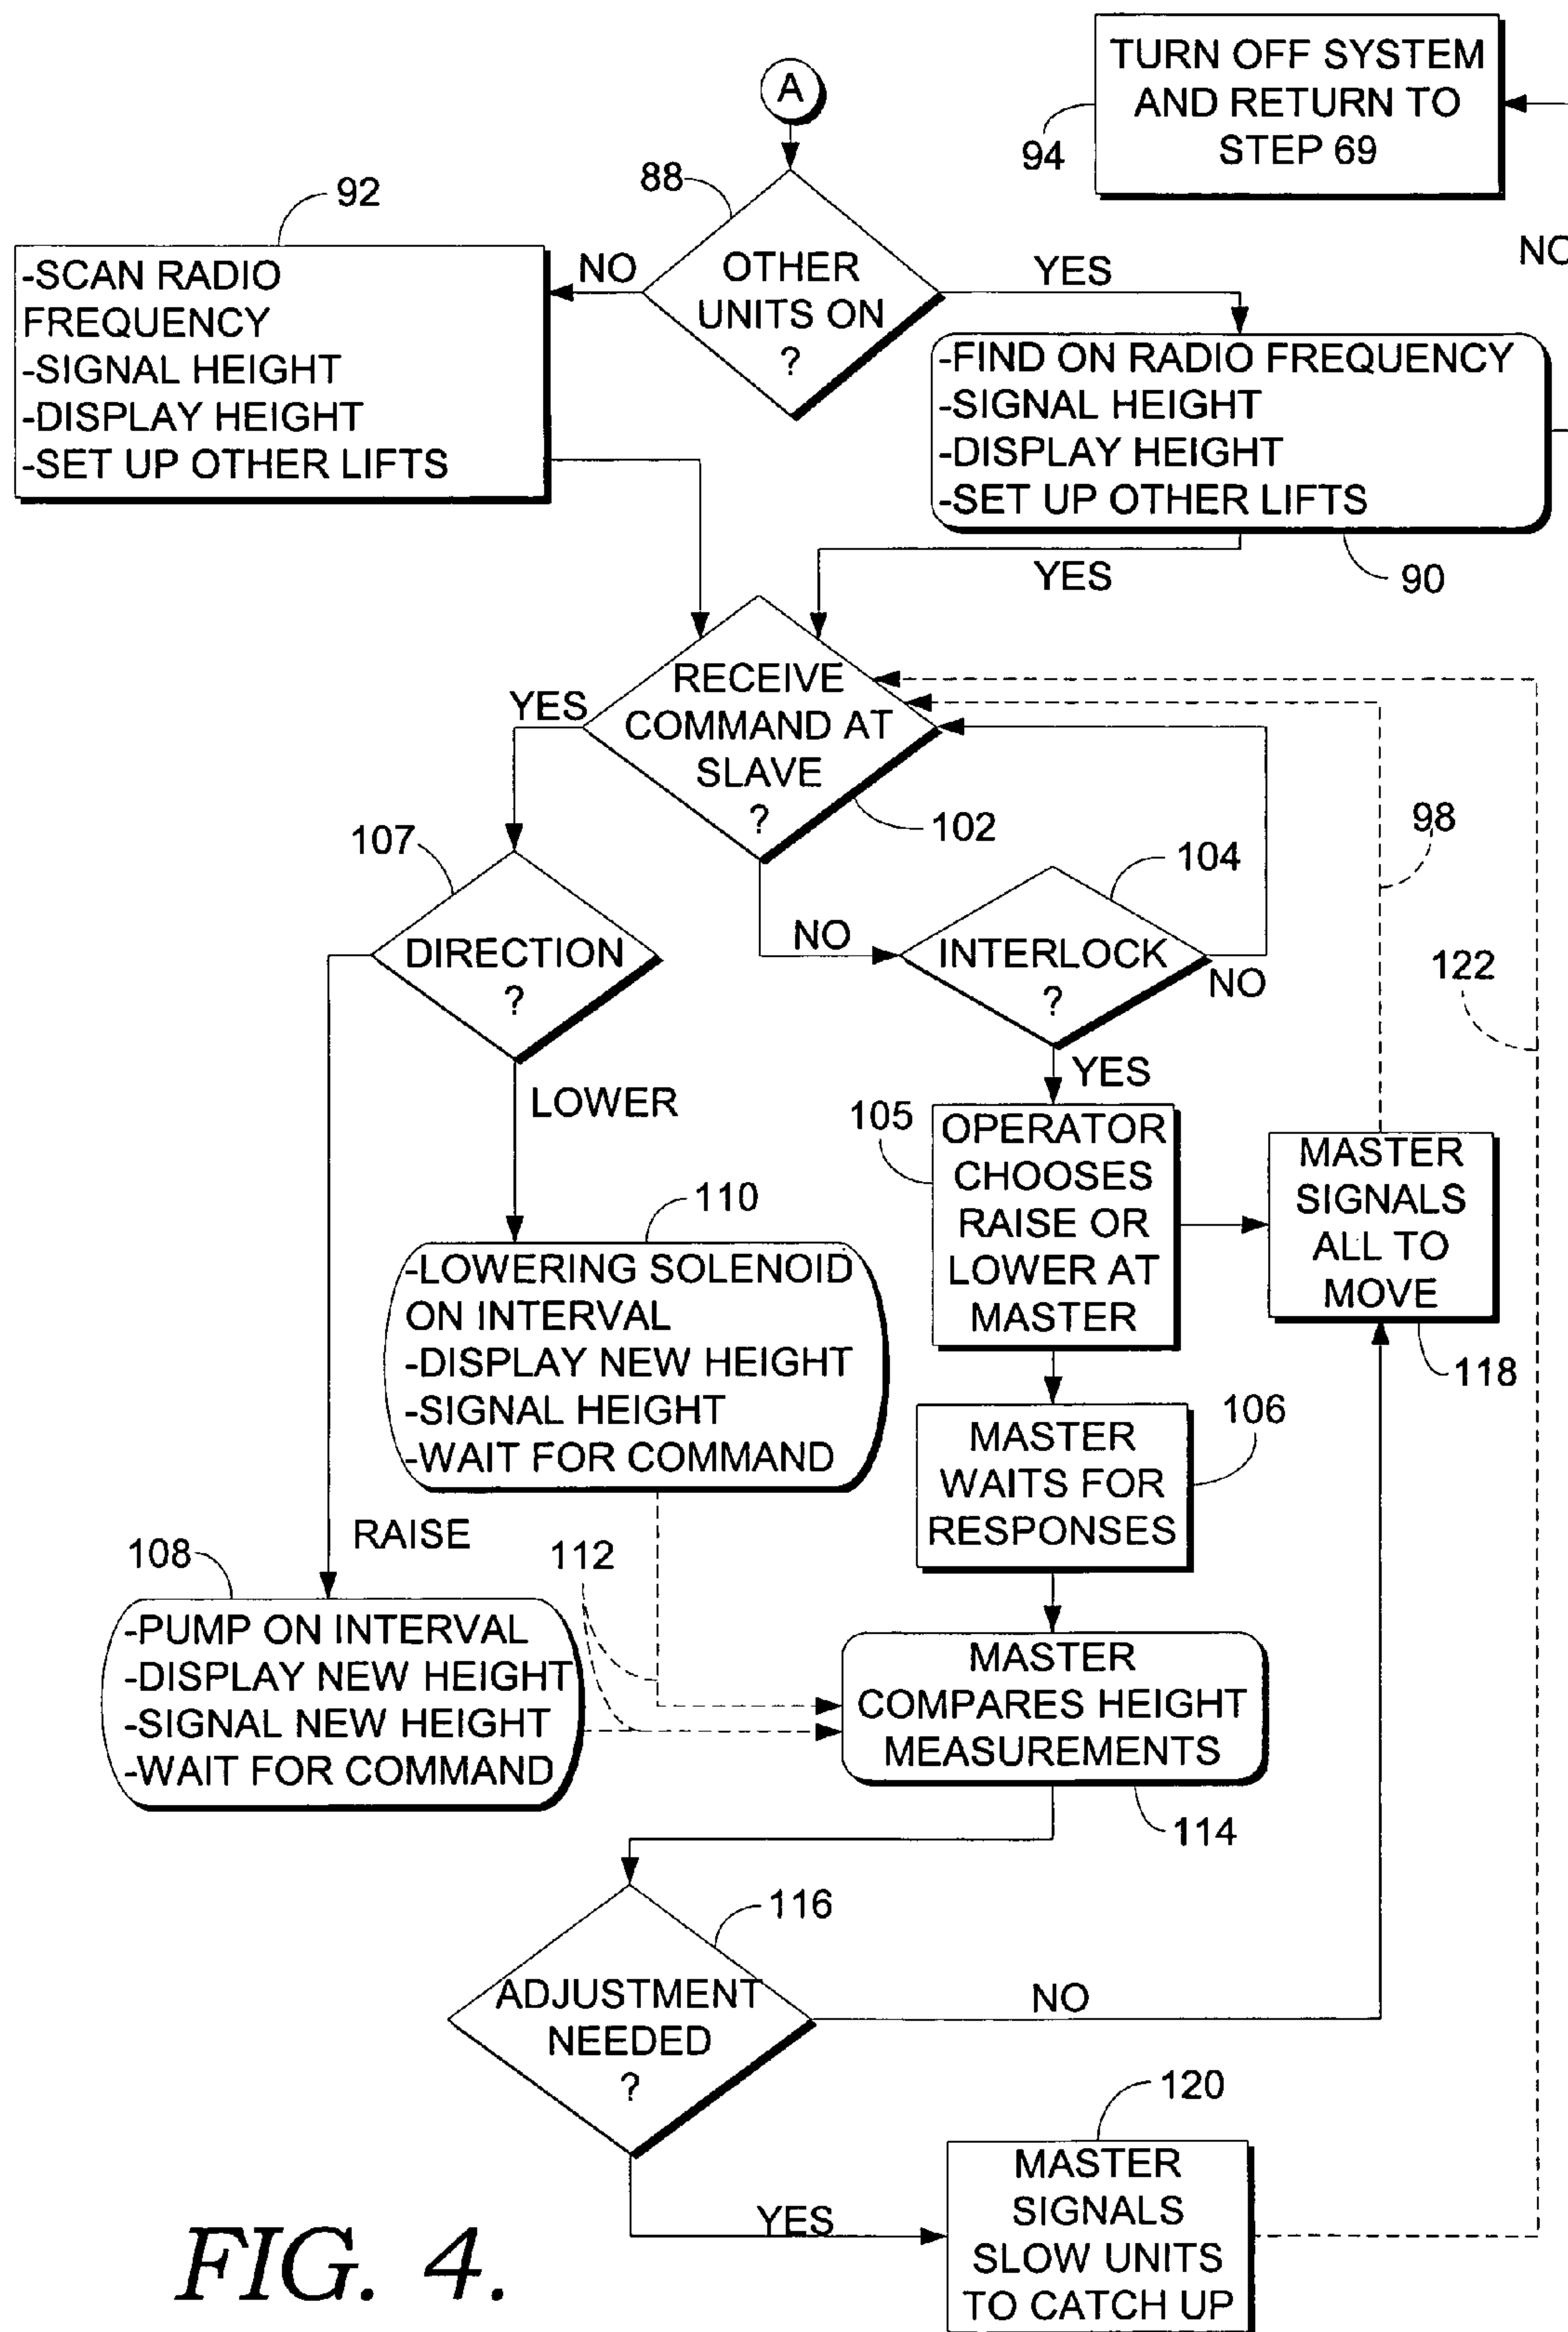 A
TURN OFF SYSTEM
AND RETURN TO
STEP 69
94
88
92
OTHER
UNITS ON
?
NO
YES
NO
-SCAN RADIO
FREQUENCY
-SIGNAL HEIGHT
-DISPLAY HEIGHT
-SET UP OTHER LIFTS
-FIND ON RADIO FREQUENCY
-SIGNAL HEIGHT
-DISPLAY HEIGHT
-SET UP OTHER LIFTS
YES
90
RECEIVE
COMMAND AT
SLAVE
?
YES
102
98
107
104
NO
DIRECTION
?
INTERLOCK
?
NO
122
YES
LOWER
105
OPERATOR
CHOOSES
RAISE OR
LOWER AT
MASTER
MASTER
SIGNALS
ALL TO
MOVE
118
110
-LOWERING SOLENOID
ON INTERVAL
-DISPLAY NEW HEIGHT
-SIGNAL HEIGHT
-WAIT FOR COMMAND
106
MASTER
WAITS FOR
RESPONSES
RAISE
108
112
-PUMP ON INTERVAL
-DISPLAY NEW HEIGHT
-SIGNAL NEW HEIGHT
-WAIT FOR COMMAND
MASTER
COMPARES HEIGHT
MEASUREMENTS
114
116
ADJUSTMENT
NEEDED
?
NO
120
YES
MASTER
SIGNALS
SLOW UNITS
TO CATCH UP
FIG. 4.